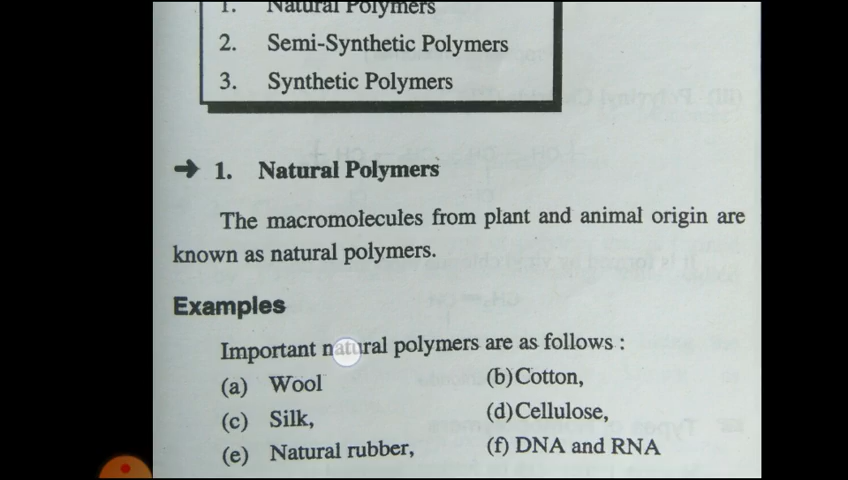 1. Natural Polymers
2. Semi-Synthetic Polymers
3. Synthetic Polymers
➔ 1. Natural Polymers
The macromolecules from plant and animal origin are
known as natural polymers.
Examples
Important natural polymers are as follows :
(a) Wool (b) Cotton,
(c) Silk, (d) Cellulose,
(e) Natural rubber, (f) DNA and RNA